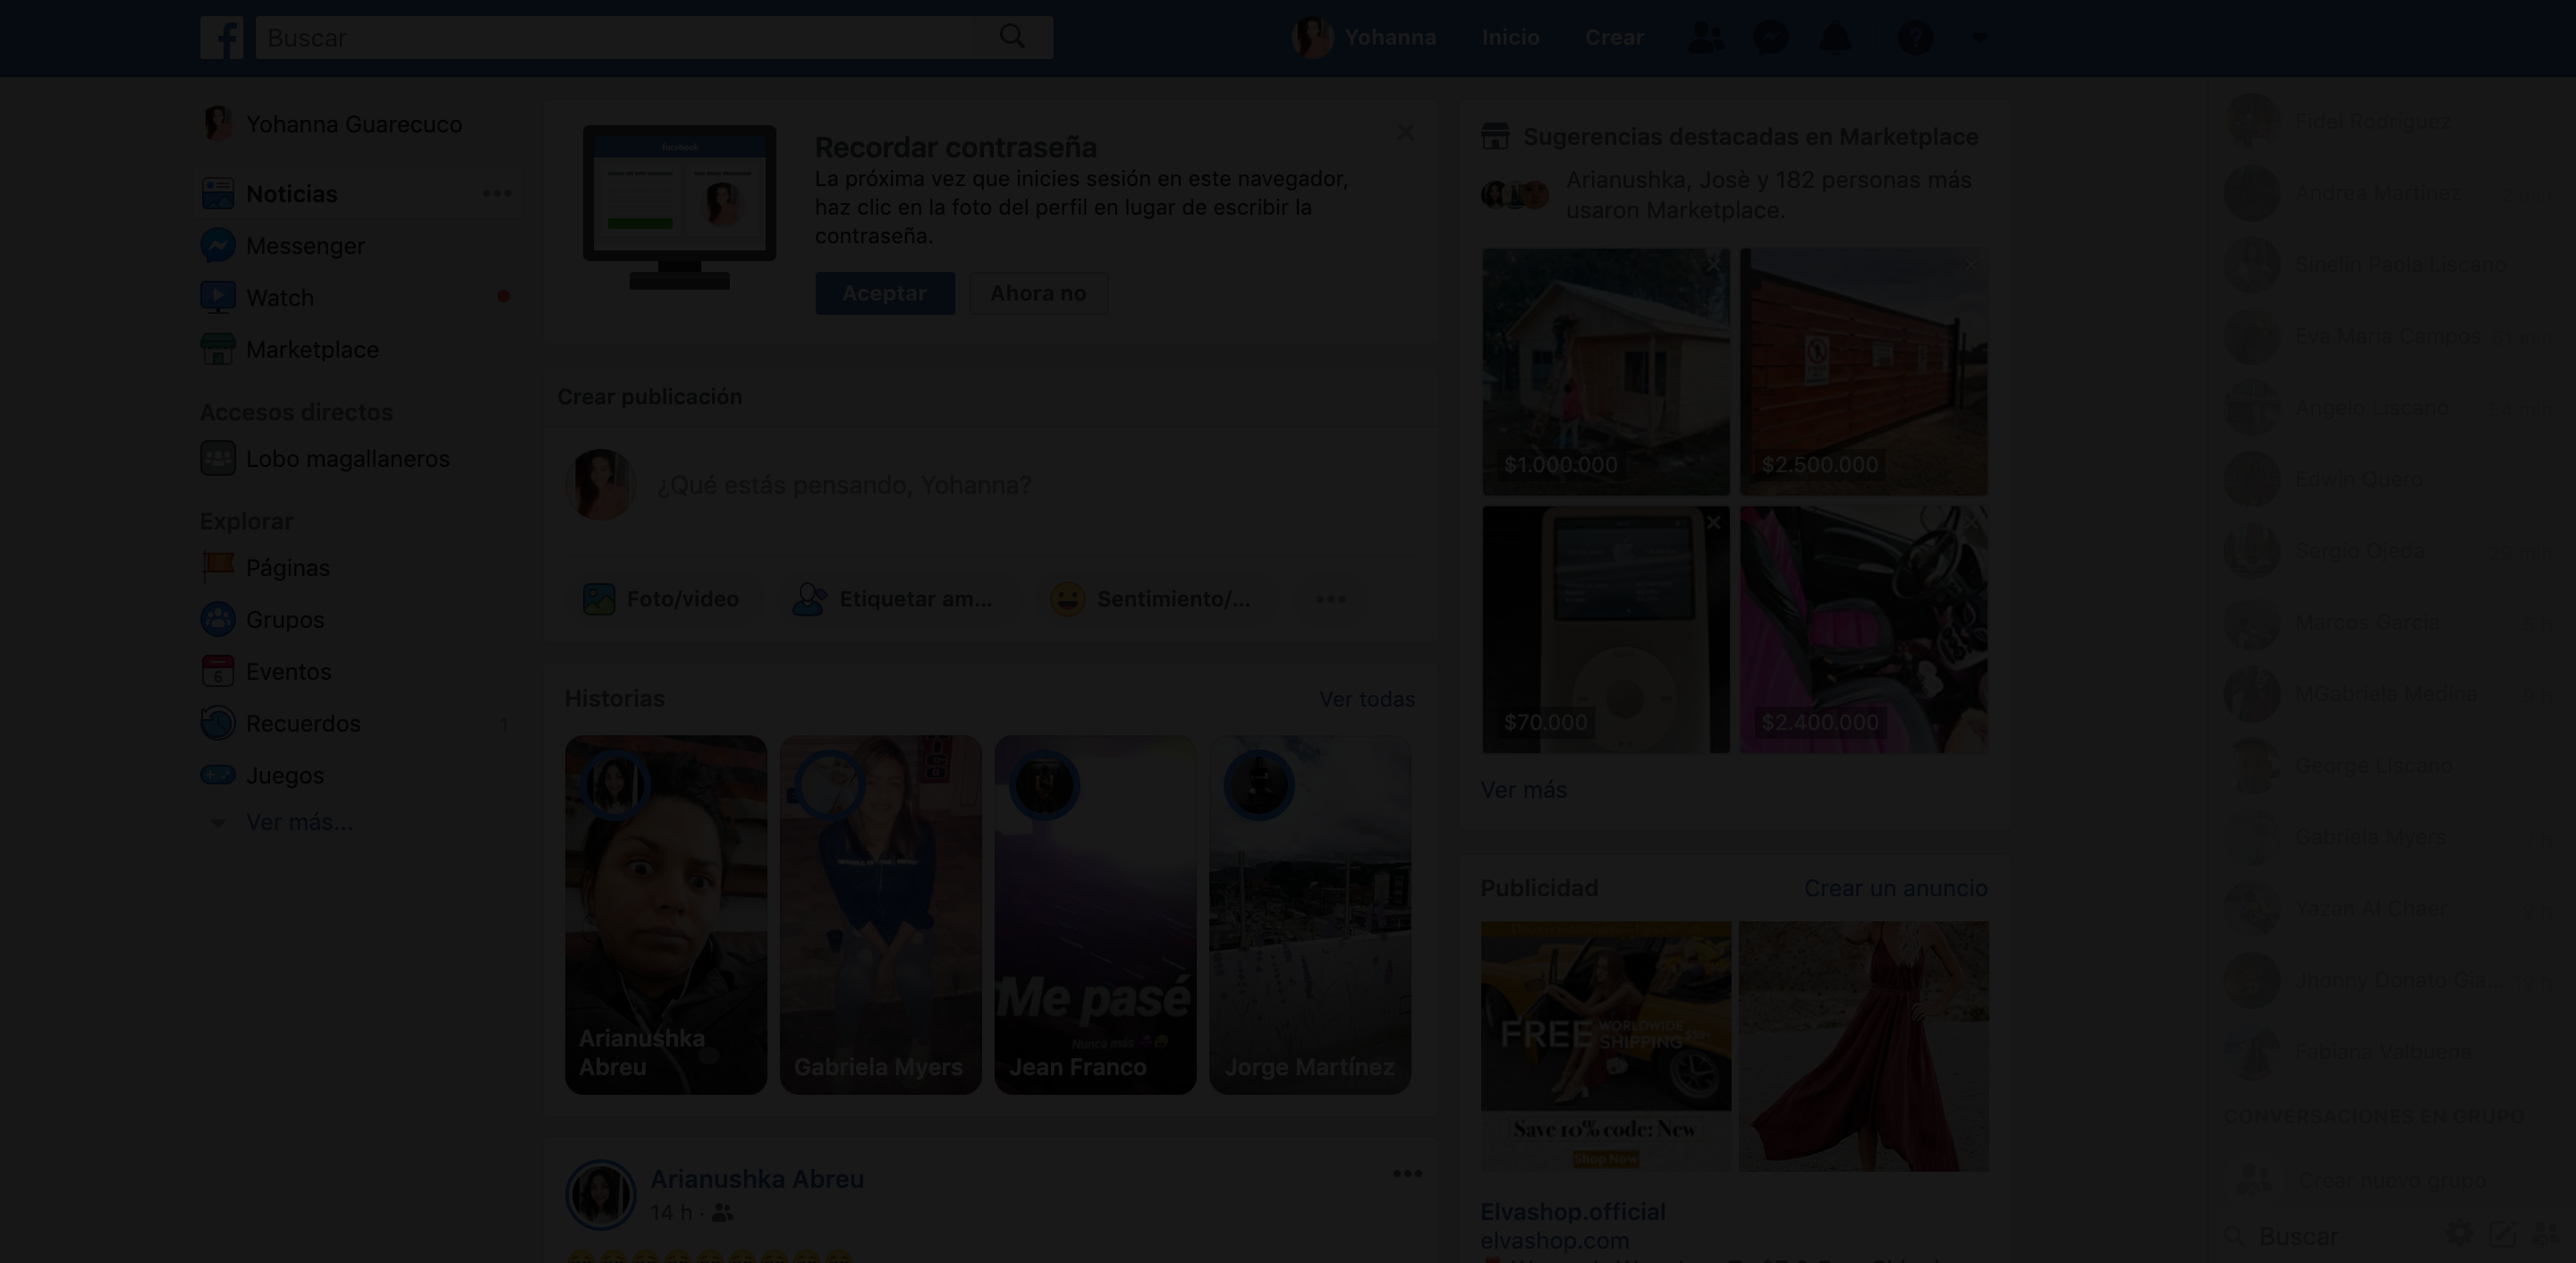 Buscar
Yohanna
Inicio
Crear
Yohanna Guarecuco
Noticias
Messenger
Watch
Marketplace
Accesos directos
Lobo magallaneros
Explorar
Páginas
Grupos
6
Eventos
Recuerdos
1
Juegos
Ver más...
facebook
Recordar contraseña
La próxima vez que inicies sesión en este navegador,
haz clic en la foto del perfil en lugar de escribir la
contraseña.
Aceptar
Ahora no
Crear publicación
¿Qué estás pensando, Yohanna?
Foto/video
Etiquetar am...
Sentimiento/...
Historias
Ver todas
Arianushka
Abreu
Gabriela Myers
Me pasé
Nunca más
Jean Franco
Jorge Martínez
Arianushka Abreu
14 h ·
Sugerencias destacadas en Marketplace
Arianushka, Josè y 182 personas más
usaron Marketplace.
$1.000.000
$2.500.000
$70.000
$2.400.000
Ver más
Publicidad
Crear un anuncio
FREE WORLDWIDE
SHIPPING
Save 10% code: New
Shop Now
Elvashop.official
elvashop.com
Fidel Rodriguez
Andrea Martinez
Sinelin Paola Liscano
Eva Maria Campos
Angelo Liscano
Edwin Quero
Sergio Ojeda
Marcos Garcia
MGabriela Medina
George Liscano
Gabriela Myers
Yazan Al Chaer
Jhonny Donato Gia...
Fabiana Valbuena
CONVERSACIONES EN GRUPO
Crear nuevo grupo
Buscar